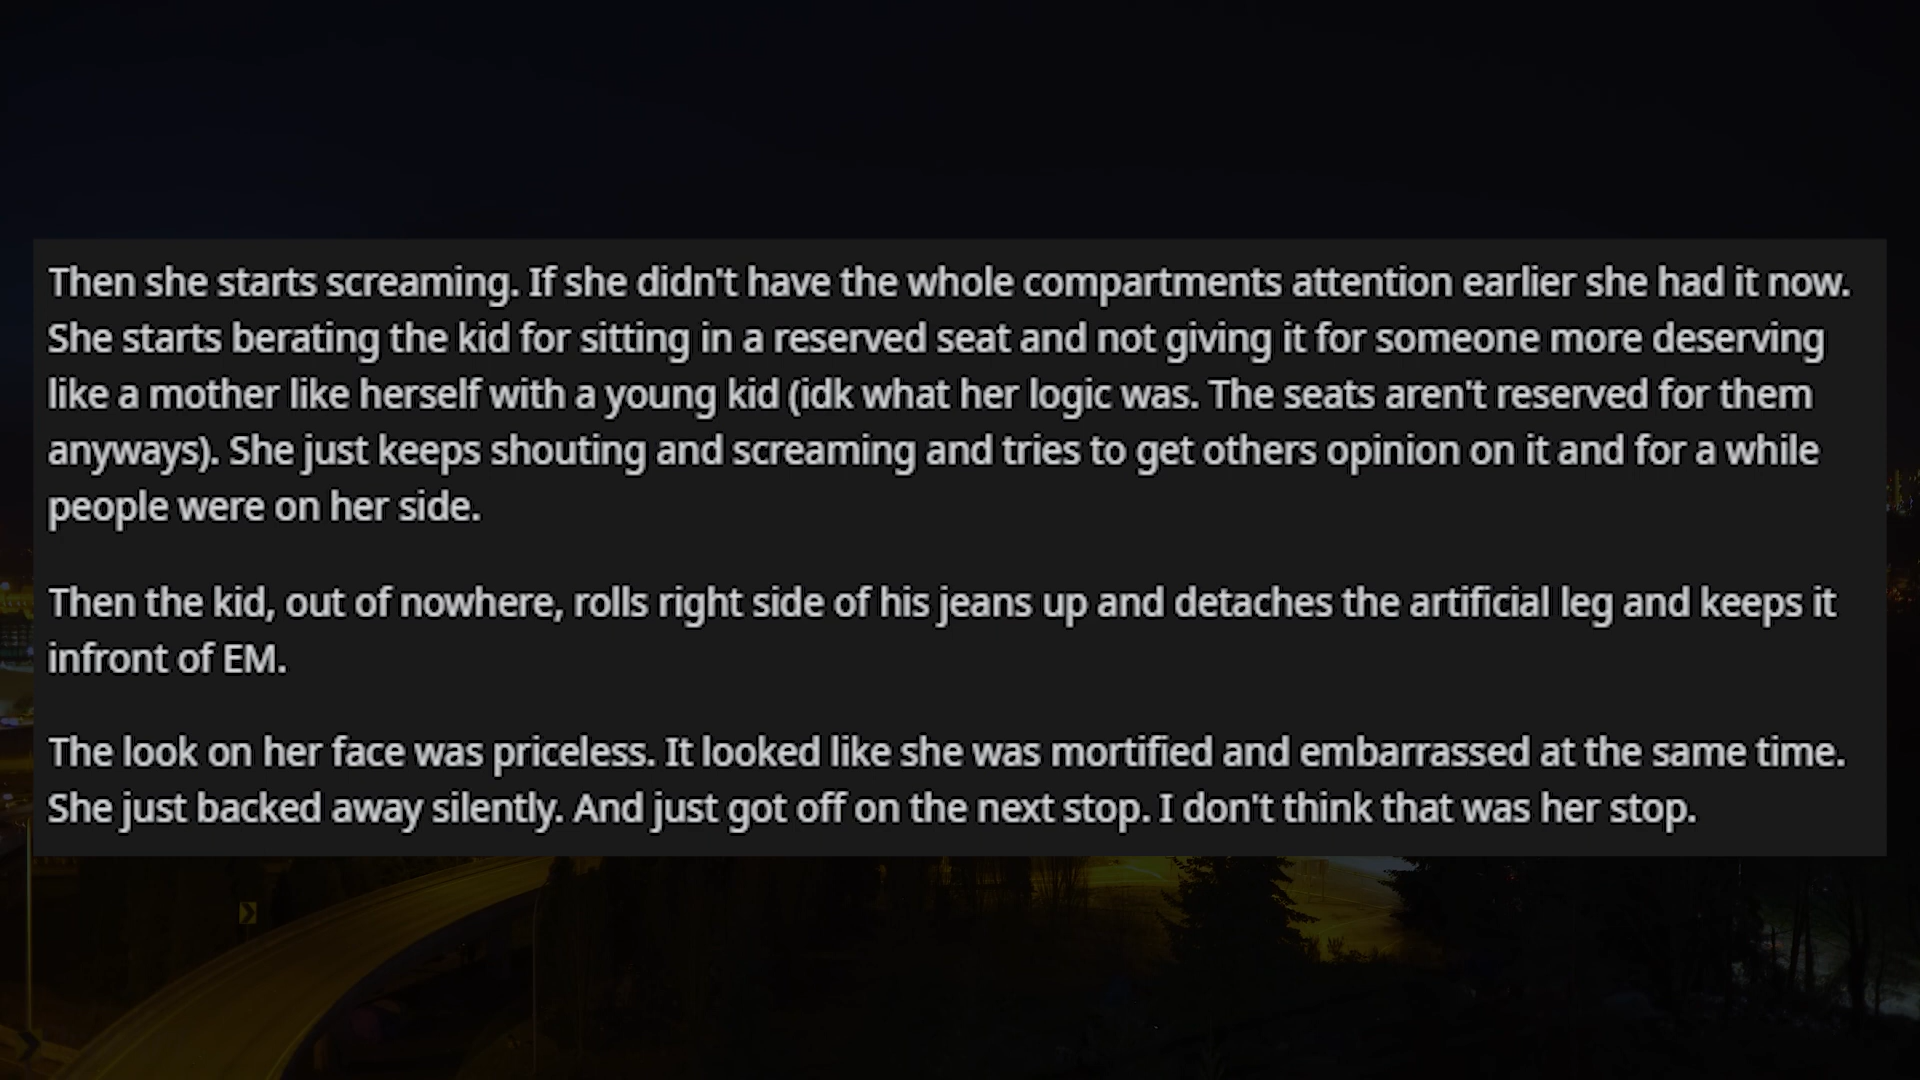 Then she starts screaming. If she didn't have the whole compartments attention earlier she had it now.
She starts berating the kid for sitting in a reserved seat and not giving it for someone more deserving
like a mother like herself with a young kid (idk what her logic was. The seats aren't reserved for them
anyways). She just keeps shouting and screaming and tries to get others opinion on it and for a while
people were on her side.
Then the kid, out of nowhere, rolls right side of his jeans up and detaches the artificial leg and keeps it
infront of EM.
The look on her face was priceless. It looked like she was mortified and embarrassed at the same time.
She just backed away silently. And just got off on the next stop. I don't think that was her stop.